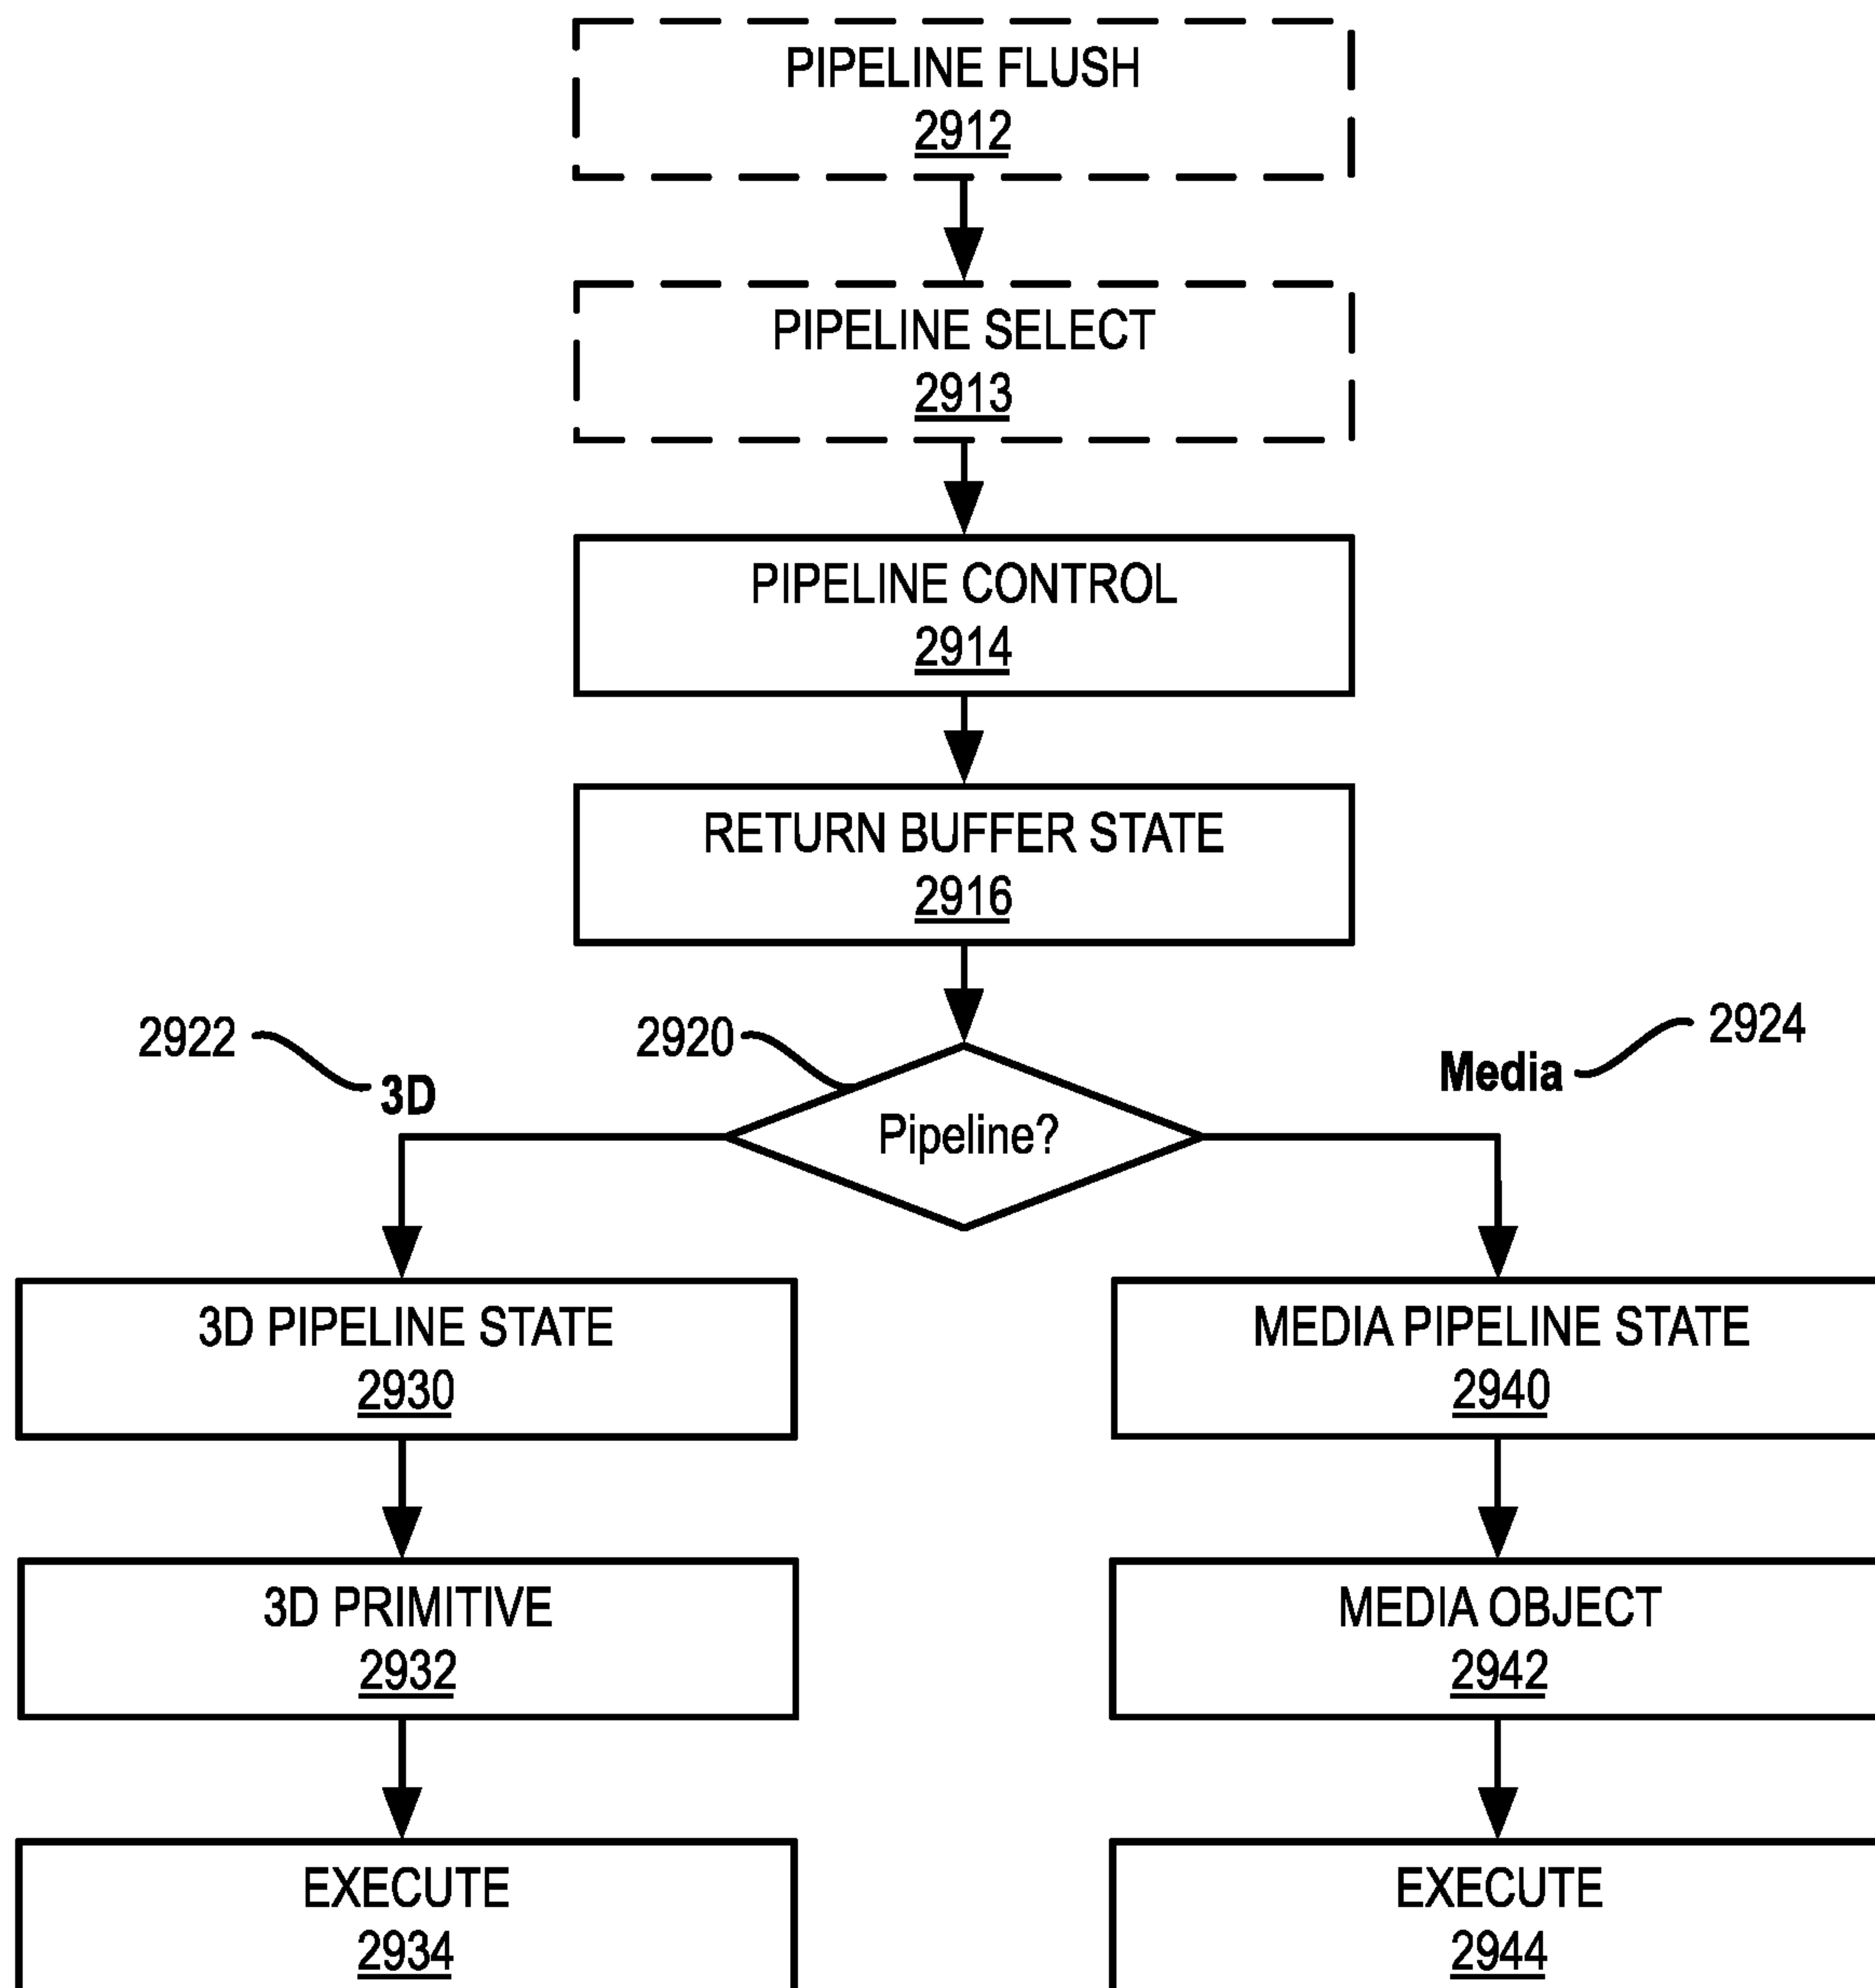 PIPELINE FLUSH
2912
PIPELINE SELECT
2913
PIPELINE CONTROL
2914
RETURN BUFFER STATE
2916
2922
3D
2920
Pipeline?
Media
2924
3D PIPELINE STATE
2930
MEDIA PIPELINE STATE
2940
3D PRIMITIVE
2932
MEDIA OBJECT
2942
EXECUTE
2934
EXECUTE
2944